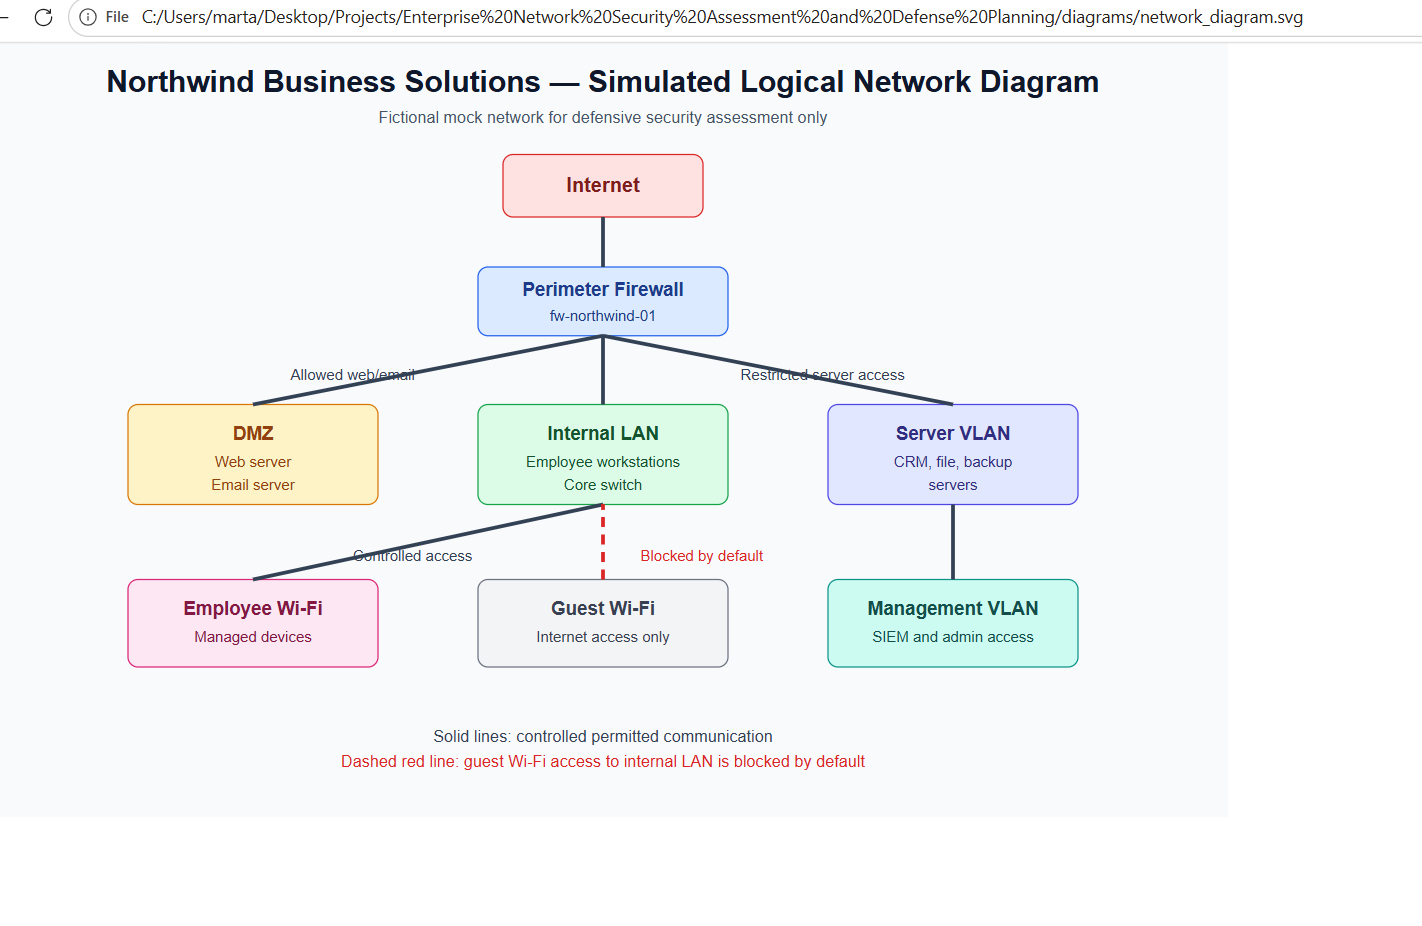 File C:/Users/marta/Desktop/Projects/Enterprise%20Network%20Security%20Assessment%20and%20Defense%20Planning/diagrams/network_diagram.svg
Northwind Business Solutions — Simulated Logical Network Diagram
Fictional mock network for defensive security assessment only
Internet
Perimeter Firewall
fw-northwind-01
Allowed web/email
Restricted server access
DMZ
Web server
Email server
Internal LAN
Employee workstations
Core switch
Server VLAN
CRM, file, backup
servers
Controlled access
Blocked by default
Employee Wi-Fi
Managed devices
Guest Wi-Fi
Internet access only
Management VLAN
SIEM and admin access
Solid lines: controlled permitted communication
Dashed red line: guest Wi-Fi access to internal LAN is blocked by default